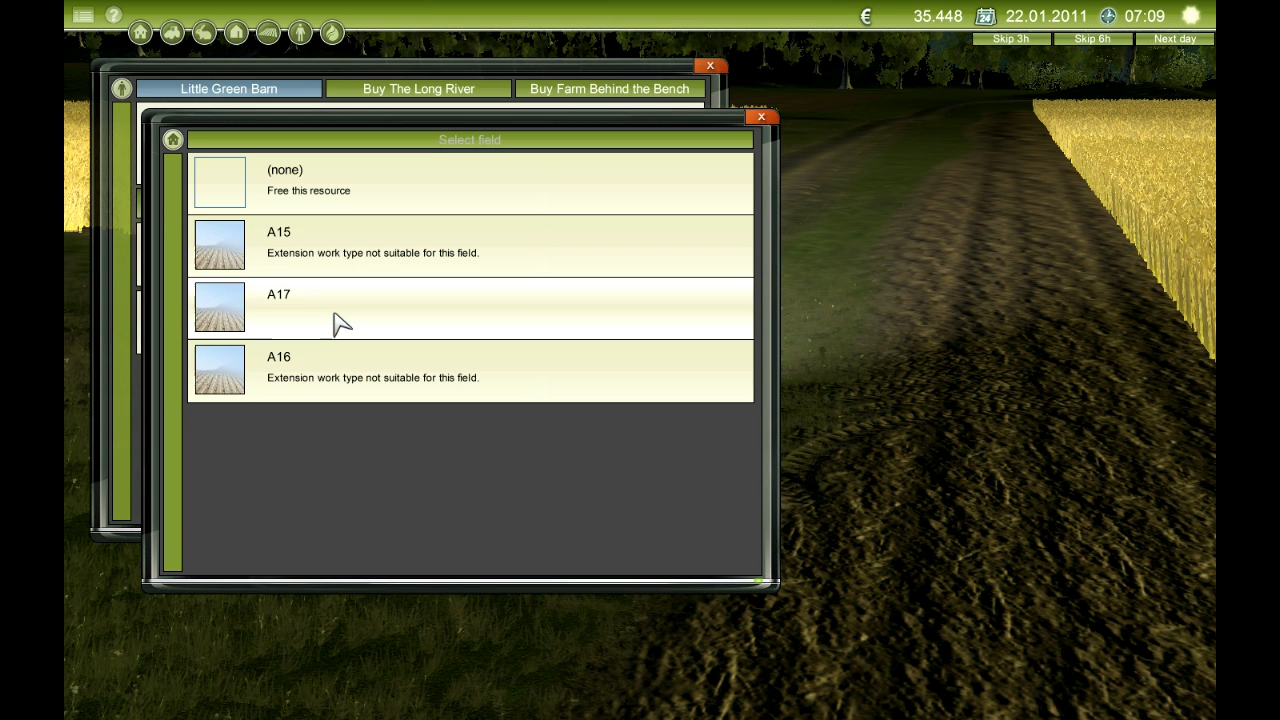 ? € 35.448 24 22.01.2011 07:09
Skip 3h Skip 6h Next day
X
Little Green Barn Buy The Long River Buy Farm Behind the Bench
X
Select field
(none)
Free this resource
A15
Extension work type not suitable for this field.
A17
A16
Extension work type not suitable for this field.